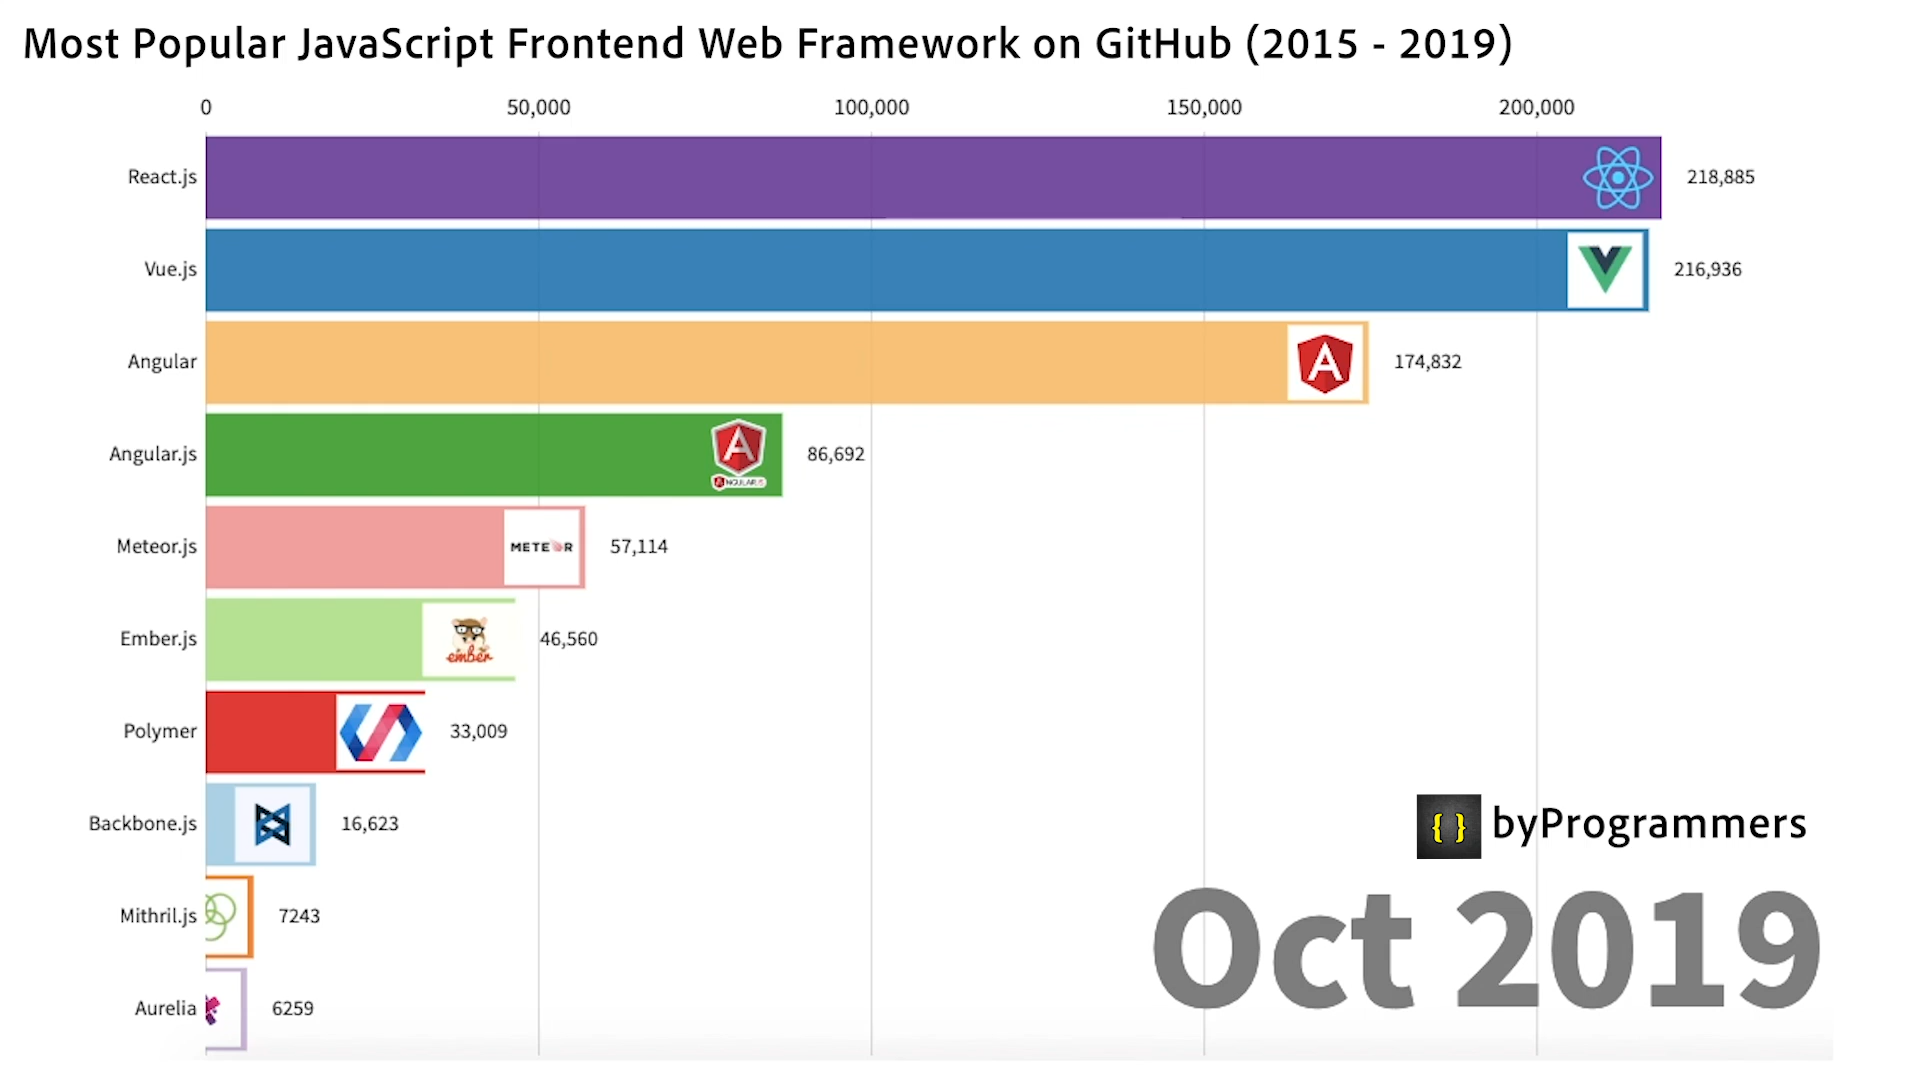 Most Popular JavaScript Frontend Web Framework on GitHub (2015 - 2019)
0 50,000 100,000 150,000 200,000
React.js 218,885
Vue.js 216,936
Angular 174,832
Angular.js 86,692
ANGULARJS
Meteor.js METEOR 57,114
Ember.js ember 46,560
Polymer 33,009
Backbone.js 16,623
{ } byProgrammers
Mithril.js 7243
Oct 2019
Aurelia 6259